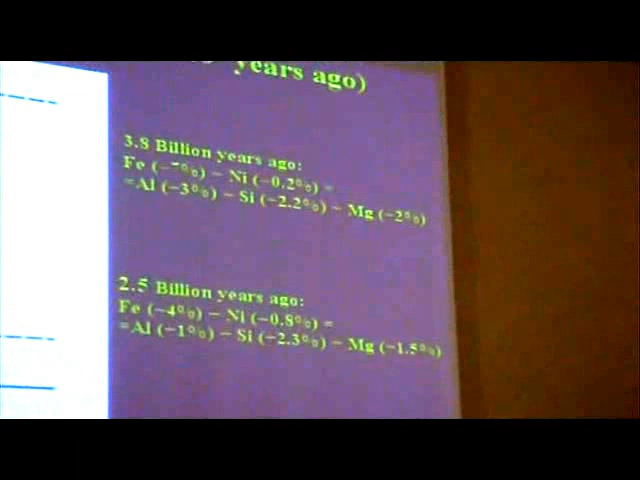 years ago)
3.8 Billion years ago:
Fe (−7%) − Ni (−0.2%) =
=Al (−3%) − Si (−2.2%) − Mg (−2%)
2.5 Billion years ago:
Fe (−4%) − Ni (−0.8%) =
=Al (−1%) − Si (−2.3%) − Mg (−1.5%)